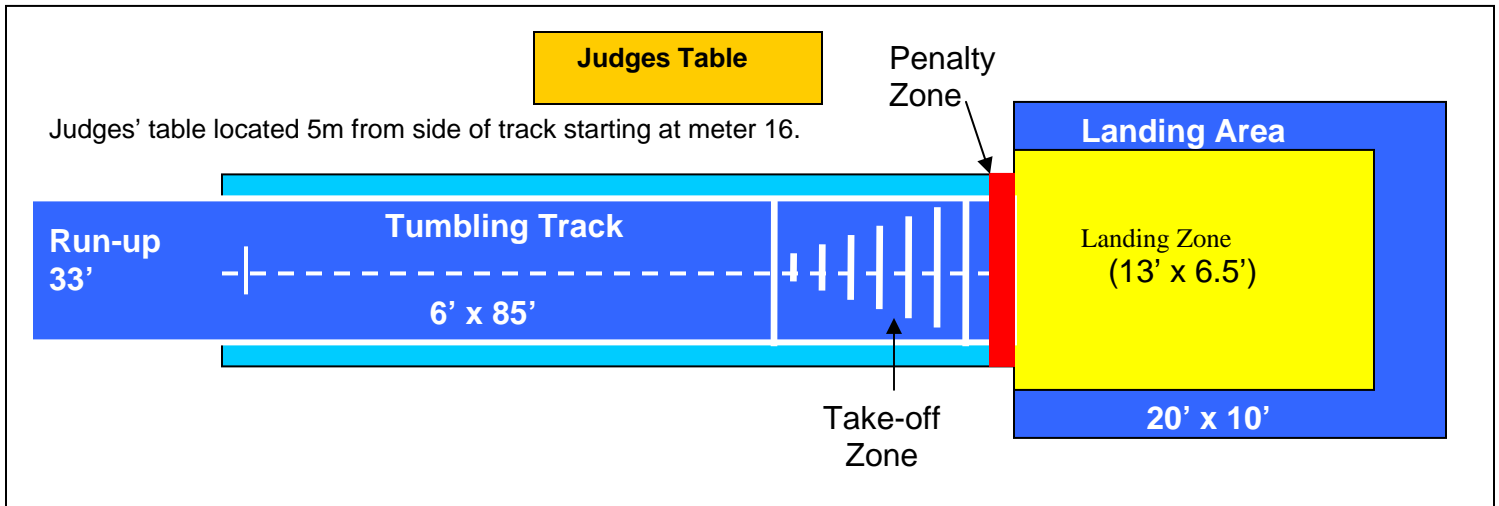 Judges Table
Penalty
Zone
Judges’ table located 5m from side of track starting at meter 16.
Landing Area
Run-up
33’
Tumbling Track
6’ x 85’
Landing Zone
(13’ x 6.5’)
Take-off
Zone
20’ x 10’